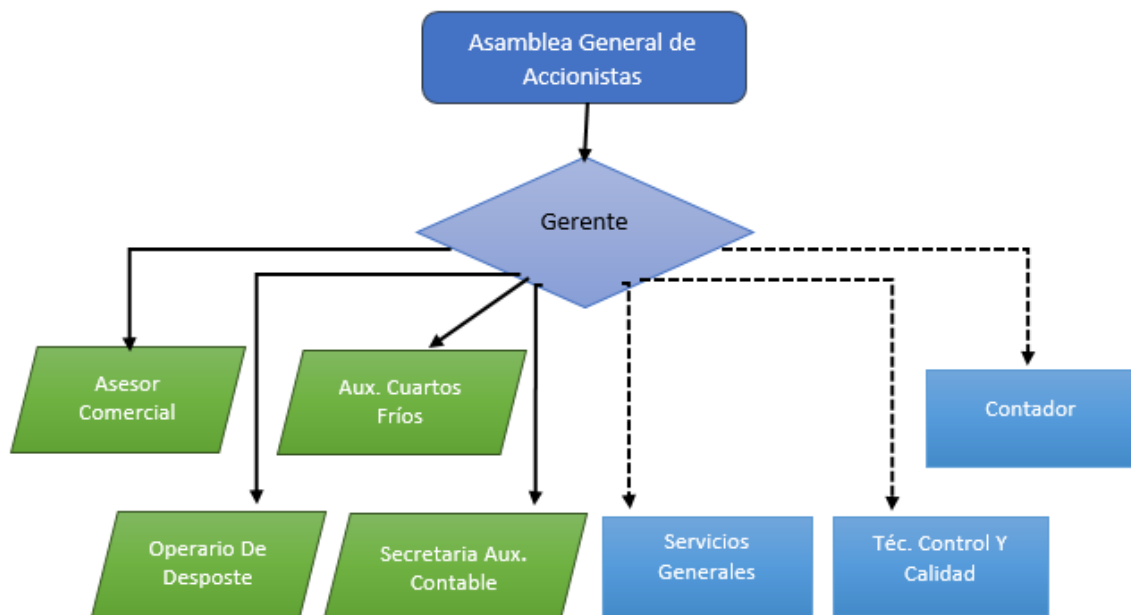 Asamblea General de
Accionistas
Gerente
Asesor
Comercial
Aux. Cuartos
Fríos
Contador
Operario De
Desposte
Secretaria Aux.
Contable
Servicios
Generales
Téc. Control Y
Calidad